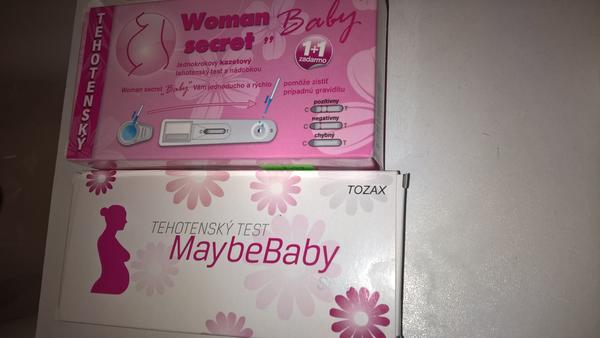 TEHOTENSKÝ
Woman
secret „Baby"
1+1
zadarmo
Jednokrokový kazetový
tehotenský test s nádobkou
Woman secret „Baby" Vám jednoducho a rýchlo
pomôže zistiť
prípadnú graviditu
pozitívny
C T
negatívny
C T
chybný
C T
TOZAX
TEHOTENSKÝ TEST
MaybeBaby